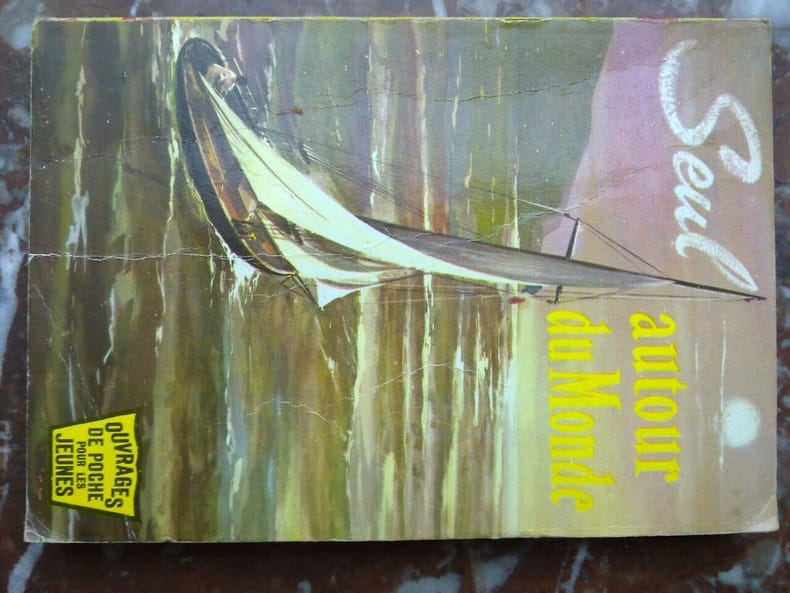 Seul
autour
du Monde
OUVRAGES
DE POCHE
POUR LES
JEUNES